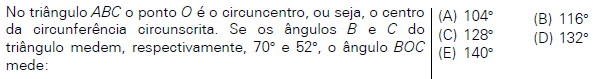 No triângulo ABC o ponto O é o circuncentro, ou seja, o centro
da circunferência circunscrita. Se os ângulos B e C do
triângulo medem, respectivamente, 70° e 52°, o ângulo BOC
mede:
(A) 104° (B) 116°
(C) 128° (D) 132°
(E) 140°